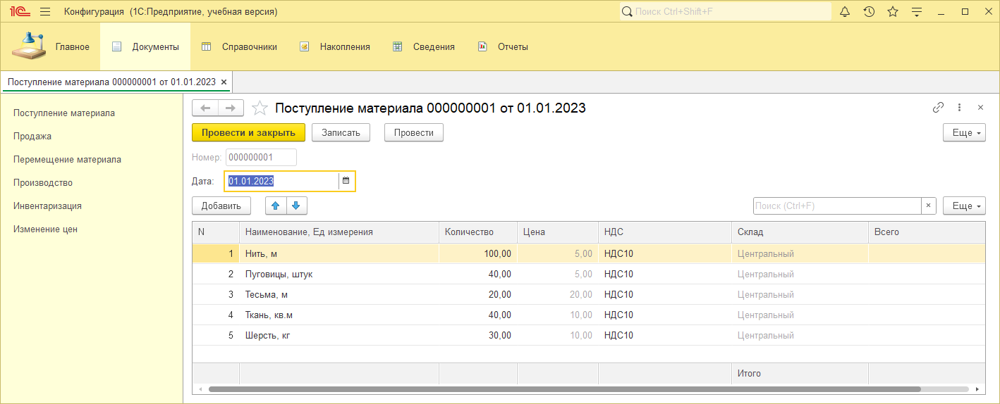 1С Конфигурация (1С:Предприятие, учебная версия) Поиск Ctrl+Shift+F
Главное Документы Справочники Накопления Сведения Отчеты
Поступление материала 000000001 от 01.01.2023
Поступление материала
Продажа
Перемещение материала
Производство
Инвентаризация
Изменение цен
Поступление материала 000000001 от 01.01.2023
Провести и закрыть Записать Провести Еще
Номер: 000000001
Дата: 01.01.2023
Добавить Поиск (Ctrl+F) Еще
N Наименование, Ед измерения Количество Цена НДС Склад Всего
1 Нить, м 100,00 5,00 НДС10 Центральный
2 Пуговицы, штук 40,00 5,00 НДС10 Центральный
3 Тесьма, м 20,00 20,00 НДС10 Центральный
4 Ткань, кв.м 40,00 10,00 НДС10 Центральный
5 Шерсть, кг 30,00 10,00 НДС10 Центральный
Итого